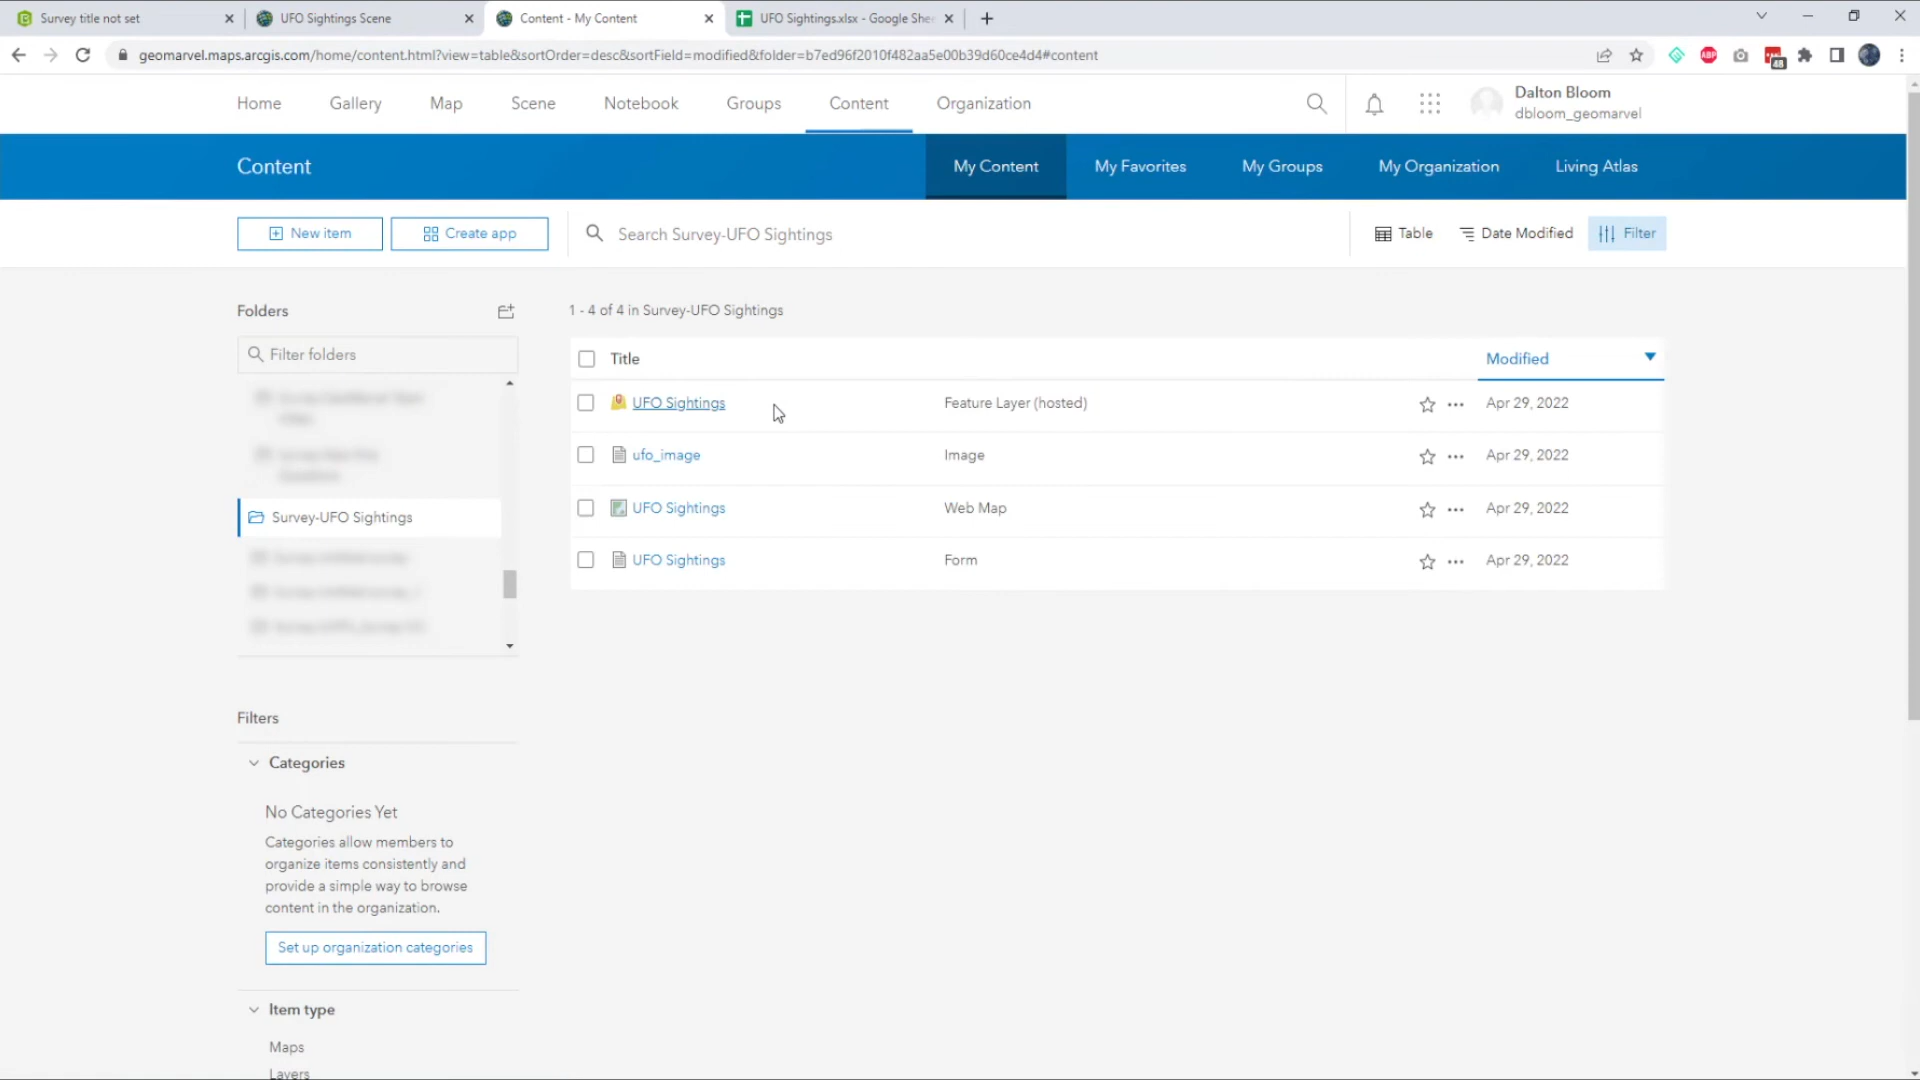 Survey title not set
UFO Sightings Scene
Content - My Content
UFO Sightings.xlsx - Google Shee
geomarvel.maps.arcgis.com/home/content.html?view=table&sortOrder=desc&sortField=modified&folder=b7ed96f2010f482aa5e00b39d60ce4d4#content
ABP
48
Home
Gallery
Map
Scene
Notebook
Groups
Content
Organization
Dalton Bloom
dbloom_geomarvel
Content
My Content
My Favorites
My Groups
My Organization
Living Atlas
New item
Create app
Search Survey-UFO Sightings
Table
Date Modified
Filter
Folders
1 - 4 of 4 in Survey-UFO Sightings
Filter folders
Title
Modified
UFO Sightings
Feature Layer (hosted)
Apr 29, 2022
ufo_image
Image
Apr 29, 2022
UFO Sightings
Web Map
Apr 29, 2022
UFO Sightings
Form
Apr 29, 2022
Survey-UFO Sightings
Filters
Categories
No Categories Yet
Categories allow members to
organize items consistently and
provide a simple way to browse
content in the organization.
Set up organization categories
Item type
Maps
Layers